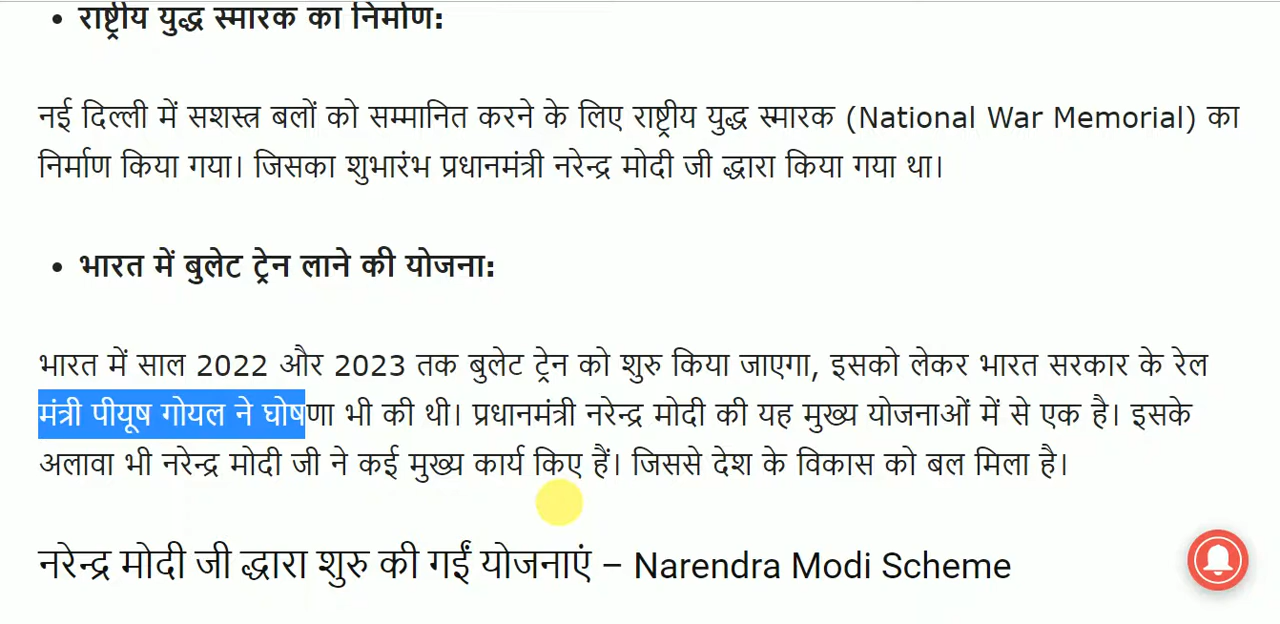 • राष्ट्रीय युद्ध स्मारक का निर्माण:
नई दिल्ली में सशस्त्र बलों को सम्मानित करने के लिए राष्ट्रीय युद्ध स्मारक (National War Memorial) का
निर्माण किया गया। जिसका शुभारंभ प्रधानमंत्री नरेन्द्र मोदी जी द्धारा किया गया था।
• भारत में बुलेट ट्रेन लाने की योजना:
भारत में साल 2022 और 2023 तक बुलेट ट्रेन को शुरु किया जाएगा, इसको लेकर भारत सरकार के रेल
मंत्री पीयूष गोयल ने घोषणा भी की थी। प्रधानमंत्री नरेन्द्र मोदी की यह मुख्य योजनाओं में से एक है। इसके
अलावा भी नरेन्द्र मोदी जी ने कई मुख्य कार्य किए हैं। जिससे देश के विकास को बल मिला है।
नरेन्द्र मोदी जी द्धारा शुरु की गईं योजनाएं – Narendra Modi Scheme